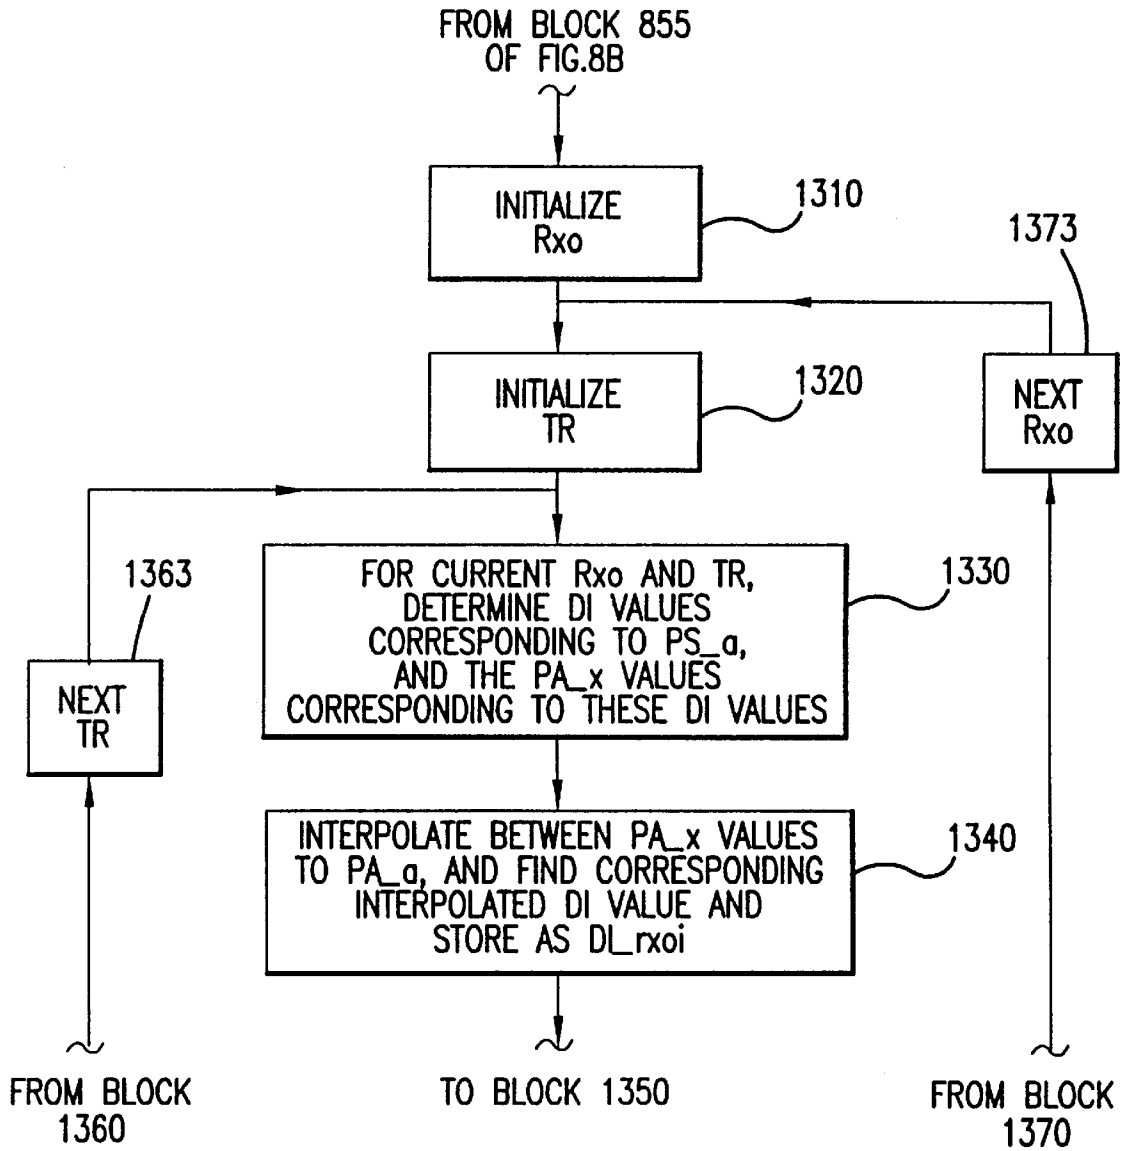 FROM BLOCK 855
OF FIG.8B
INITIALIZE
Rxo
1310
1373
INITIALIZE
TR
1320
NEXT
Rxo
1363
FOR CURRENT Rxo AND TR,
DETERMINE DI VALUES
CORRESPONDING TO PS_a,
AND THE PA_x VALUES
CORRESPONDING TO THESE DI VALUES
1330
NEXT
TR
INTERPOLATE BETWEEN PA_x VALUES
TO PA_a, AND FIND CORRESPONDING
INTERPOLATED DI VALUE AND
STORE AS DI_rxoi
1340
FROM BLOCK
1360
TO BLOCK 1350
FROM BLOCK
1370